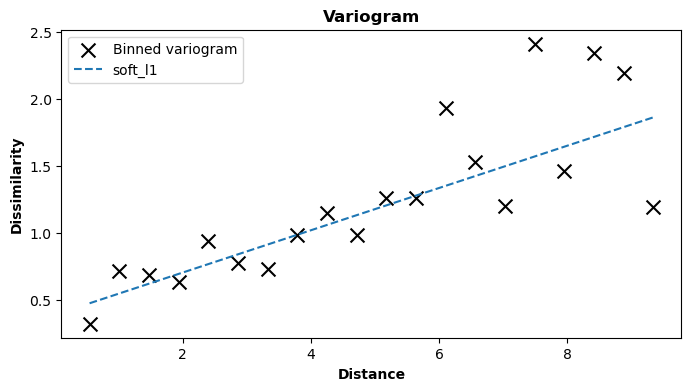 Variogram
Binned variogram
soft_l1
Dissimilarity
2.5
2.0
1.5
1.0
0.5
2 4 6 8
Distance